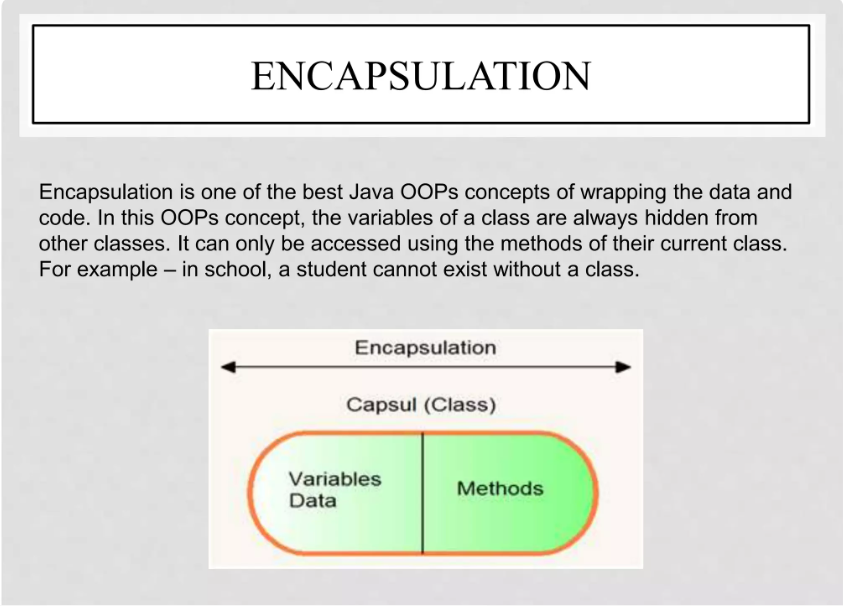 ENCAPSULATION
Encapsulation is one of the best Java OOPs concepts of wrapping the data and
code. In this OOPs concept, the variables of a class are always hidden from
other classes. It can only be accessed using the methods of their current class.
For example – in school, a student cannot exist without a class.
Encapsulation
Capsul (Class)
Variables
Data
Methods